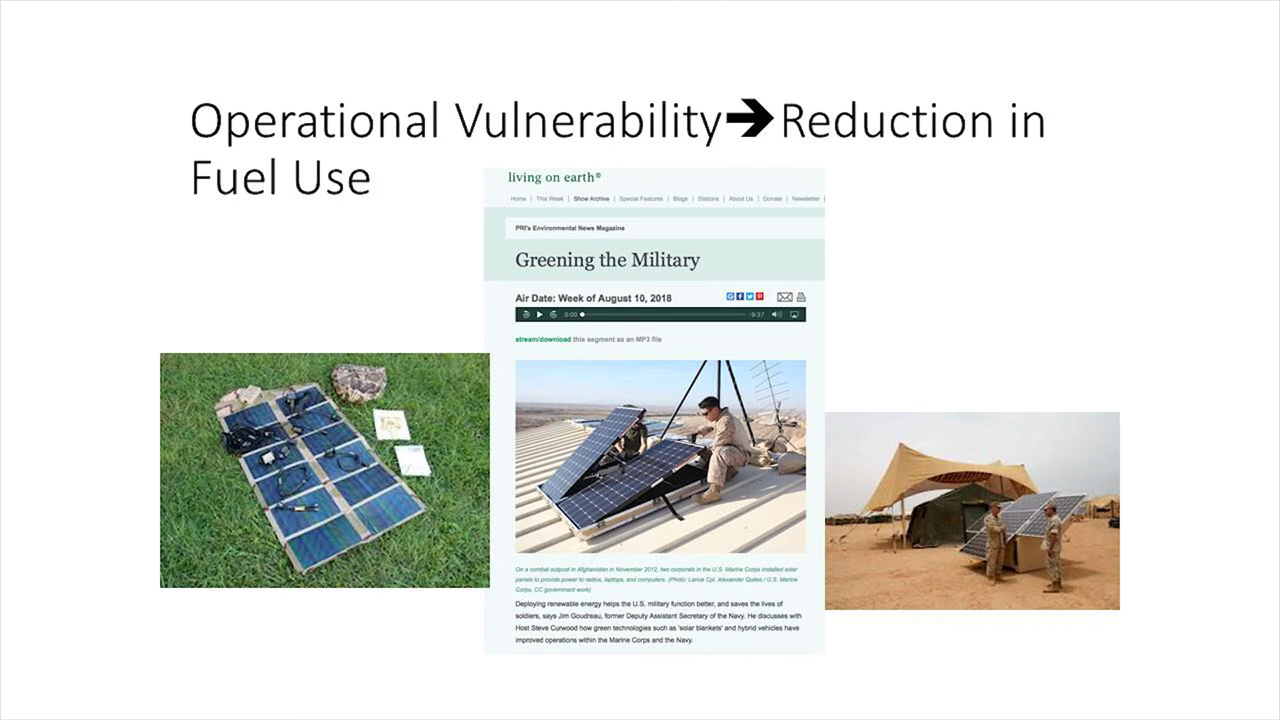 Operational Vulnerability➔Reduction in
Fuel Use
living on earth®
Home | This Week | Show Archive | Special Features | Blogs | Stations | About Us | Donate | Newsletter |
PRI's Environmental News Magazine
Greening the Military
Air Date: Week of August 10, 2018
0:00 -9:37
stream/download this segment as an MP3 file
On a combat outpost in Afghanistan in November 2012, two corporals in the U.S. Marine Corps installed solar
panels to provide power to radios, laptops, and computers. (Photo: Lance Cpl. Alexander Quiles / U.S. Marine
Corps, CC government work)
Deploying renewable energy helps the U.S. military function better, and saves the lives of
soldiers, says Jim Goudreau, former Deputy Assistant Secretary of the Navy. He discusses with
Host Steve Curwood how green technologies such as 'solar blankets' and hybrid vehicles have
improved operations within the Marine Corps and the Navy.